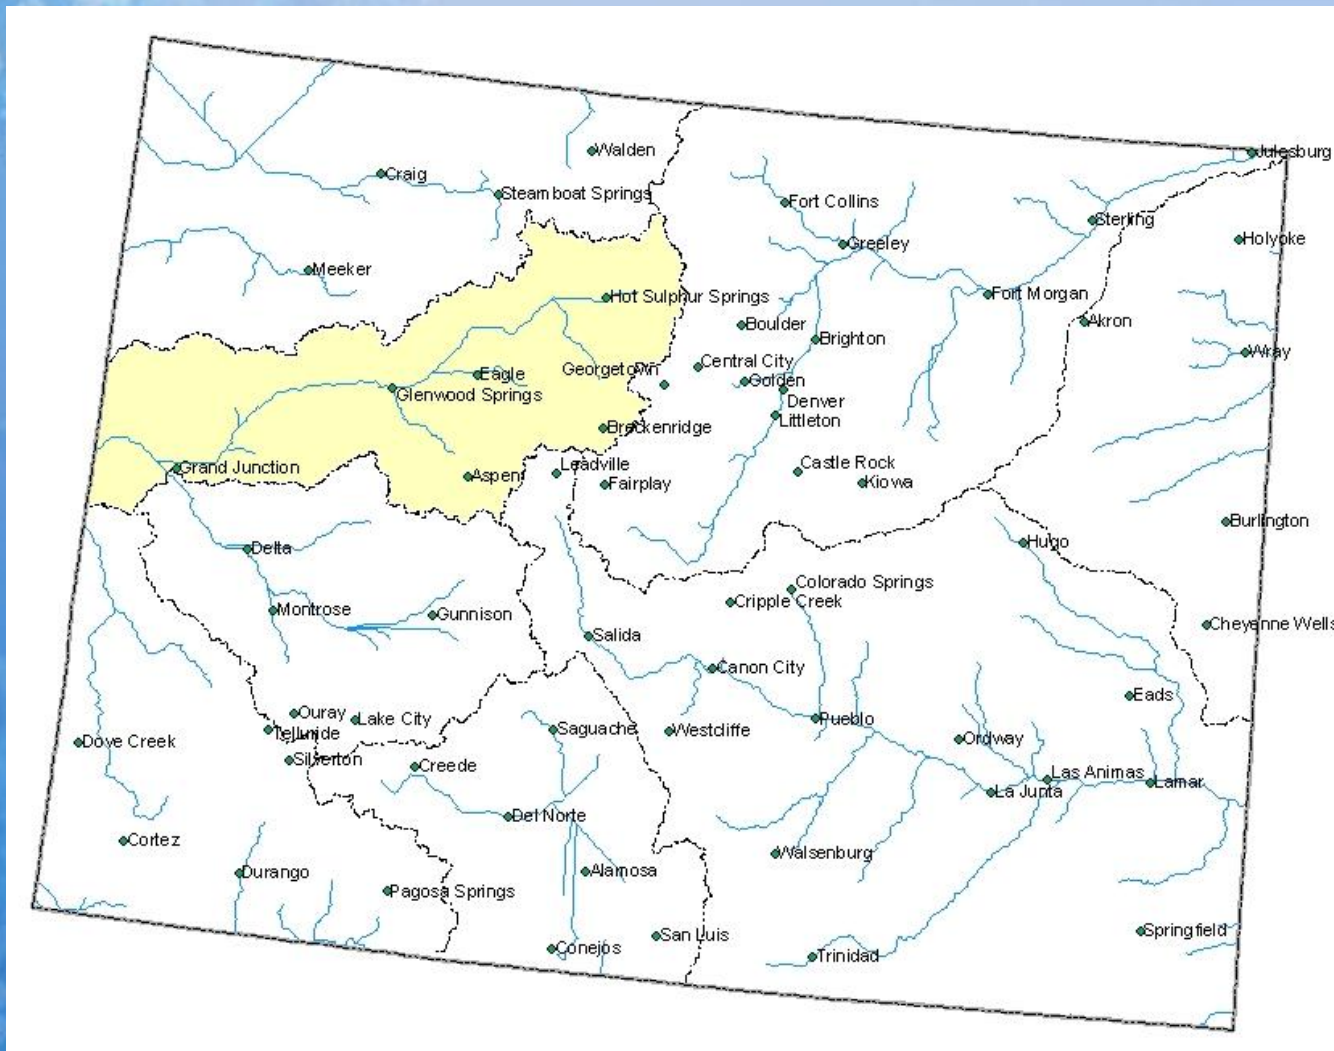 Julesburg
Walden
Craig
Steamboat Springs
Fort Collins
Sterling
Holyoke
Greeley
Meeker
Hot Sulphur Springs
Fort Morgan
Boulder
Akron
Brighton
Wray
Central City
Georgetown
Eagle
Golden
Glenwood Springs
Denver
Littleton
Breckenridge
Grand Junction
Aspen
Leadville
Fairplay
Castle Rock
Kiowa
Burlington
Delta
Hugo
Colorado Springs
Cripple Creek
Montrose
Gunnison
Salida
Cheyenne Wells
Canon City
Eads
Ouray
Lake City
Telluride
Saguache
Westcliffe
Pueblo
Ordway
Dove Creek
Silverton
Creede
Las Animas
La Junta
Lamar
Del Norte
Cortez
Walsenburg
Durango
Alamosa
Pagosa Springs
San Luis
Springfield
Conejos
Trinidad